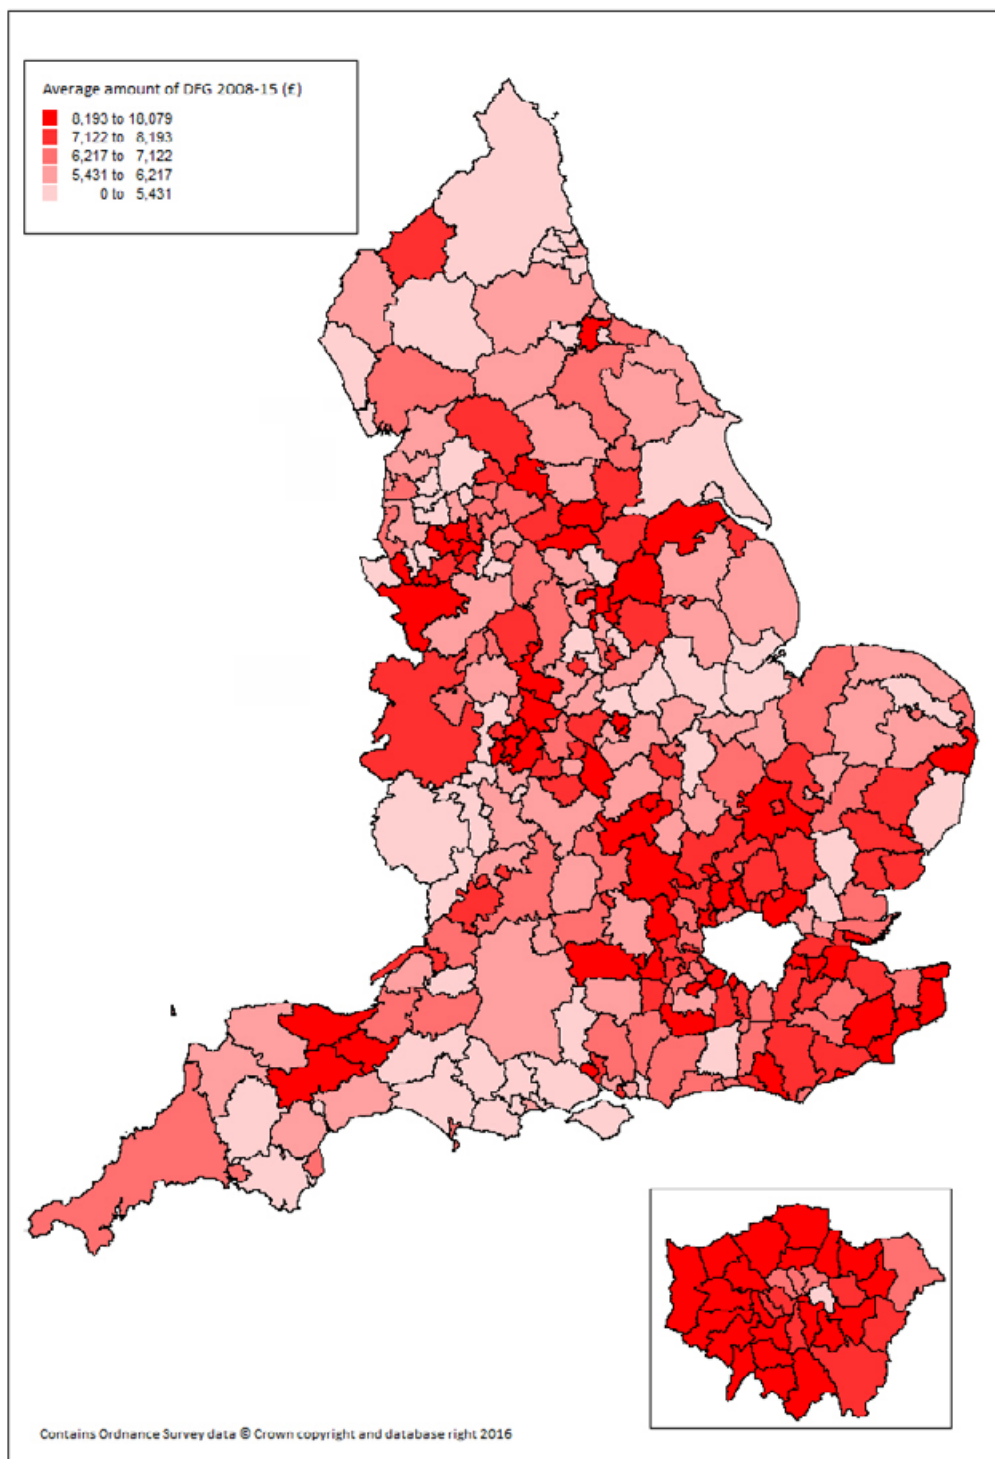 Average amount of DFG 2008-15 (£)
8,193 to 18,079
7,122 to 8,193
6,217 to 7,122
5,431 to 6,217
0 to 5,431
Contains Ordnance Survey data © Crown copyright and database right 2016